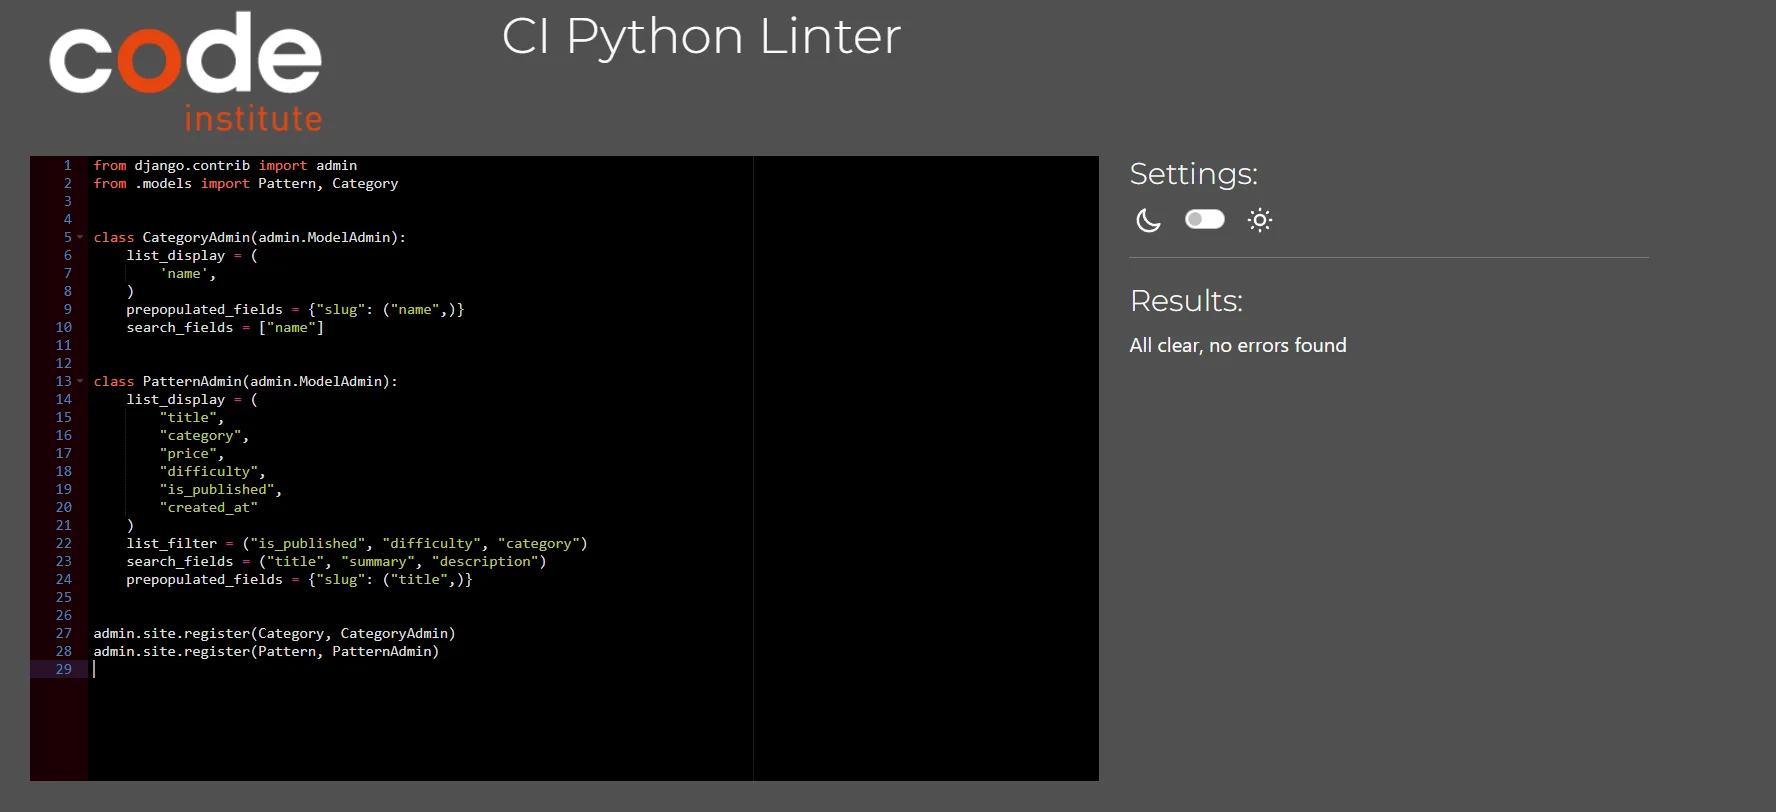 code
institute
CI Python Linter
1 from django.contrib import admin
2 from .models import Pattern, Category
3
4
5 class CategoryAdmin(admin.ModelAdmin):
6     list_display = (
7         'name',
8     )
9     prepopulated_fields = {"slug": ("name",)}
10     search_fields = ["name"]
11
12
13 class PatternAdmin(admin.ModelAdmin):
14     list_display = (
15         "title",
16         "category",
17         "price",
18         "difficulty",
19         "is_published",
20         "created_at"
21     )
22     list_filter = ("is_published", "difficulty", "category")
23     search_fields = ("title", "summary", "description")
24     prepopulated_fields = {"slug": ("title",)}
25
26
27 admin.site.register(Category, CategoryAdmin)
28 admin.site.register(Pattern, PatternAdmin)
29
Settings:
Results:
All clear, no errors found